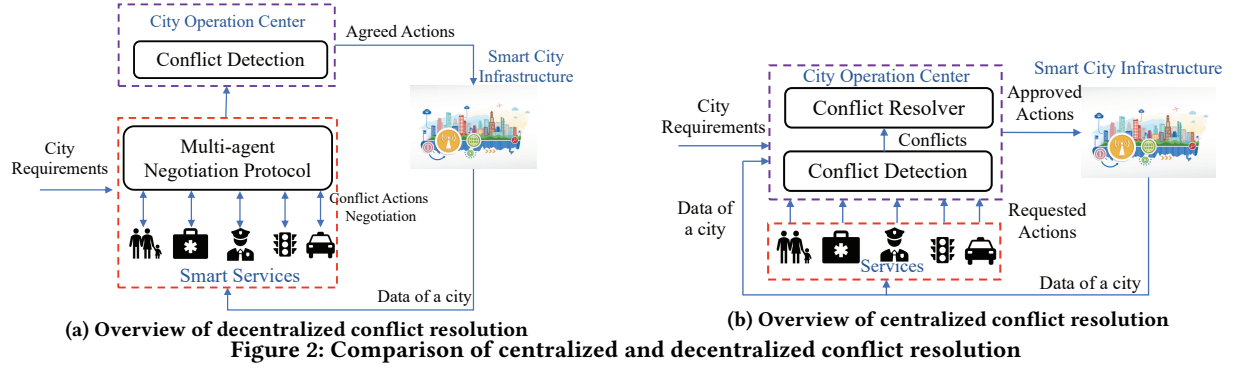 City Operation Center
Conflict Detection
Agreed Actions
Smart City
Infrastructure
City
Requirements
Multi-agent
Negotiation Protocol
Conflict Actions
Negotiation
Smart Services
Data of a city
(a) Overview of decentralized conflict resolution
City Operation Center
Conflict Resolver
Conflicts
Conflict Detection
City
Requirements
Smart City Infrastructure
Approved
Actions
Data of
a city
Requested
Actions
Services
Data of a city
(b) Overview of centralized conflict resolution
Figure 2: Comparison of centralized and decentralized conflict resolution